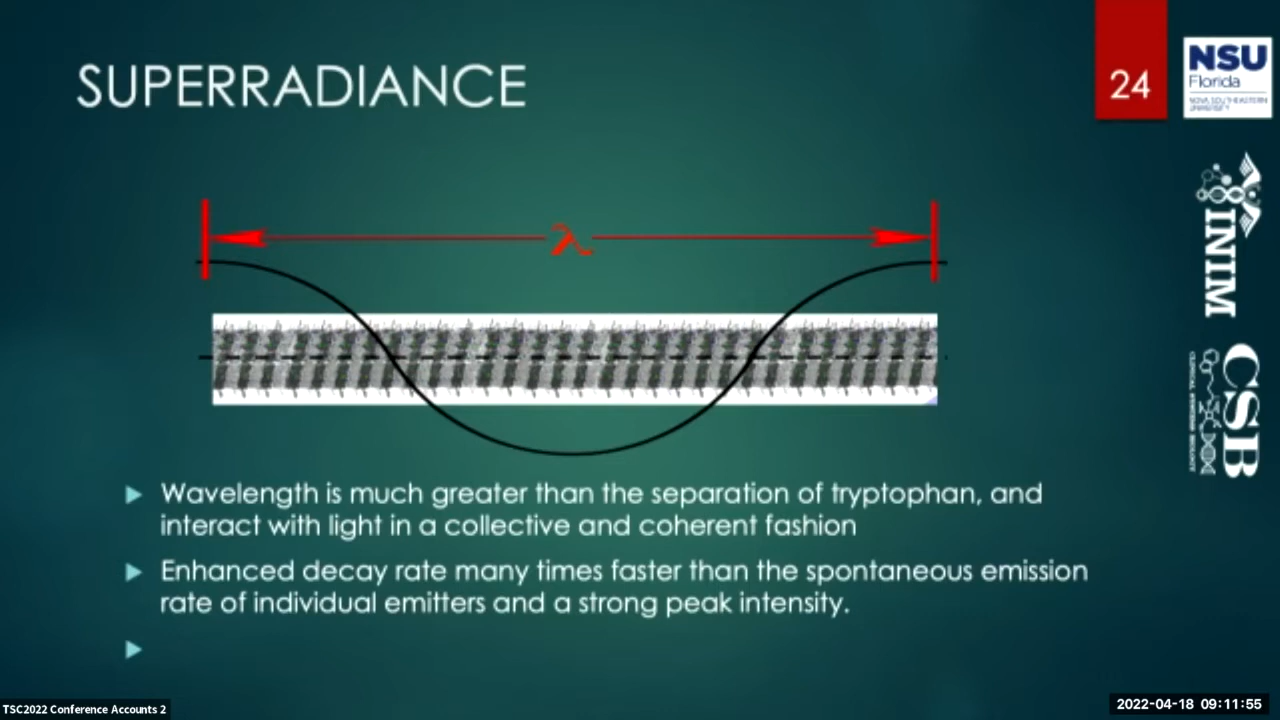 SUPERRADIANCE
24
NSU
Florida
NOVA SOUTHEASTERN
UNIVERSITY
INIM
CSB
λ
Wavelength is much greater than the separation of tryptophan, and
interact with light in a collective and coherent fashion
Enhanced decay rate many times faster than the spontaneous emission
rate of individual emitters and a strong peak intensity.
TSC2022 Conference Accounts 2
2022-04-18 09:11:55